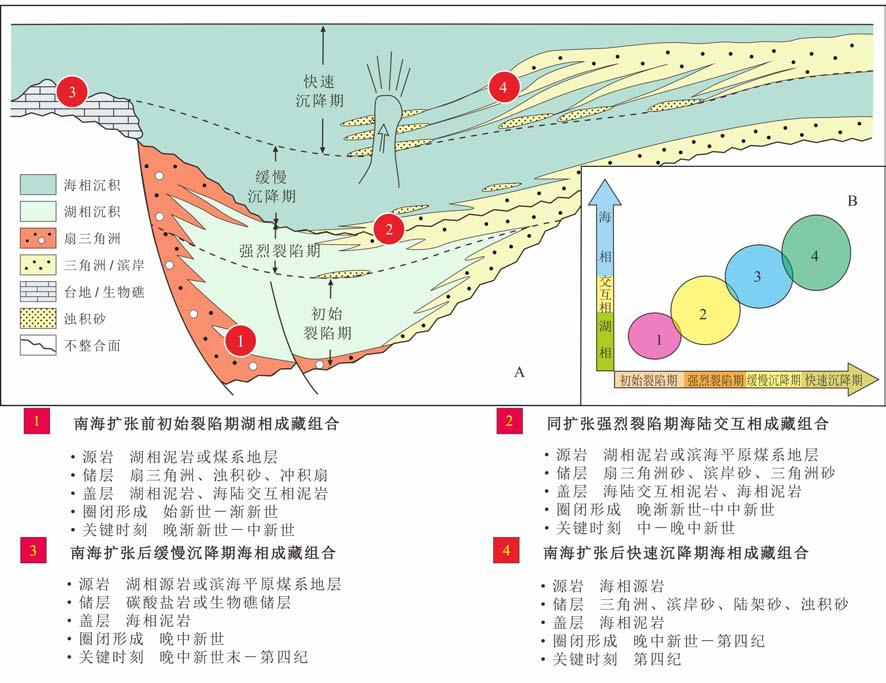 3
快速
沉降期
4
缓慢
沉降期
海相沉积
湖相沉积
扇三角洲
三角洲/滨岸
台地/生物礁
浊积砂
不整合面
2
强烈裂陷期
初始
裂陷期
1
A
B
海
相
交
互
相
湖
相
1
2
3
4
初始裂陷期 强烈裂陷期 缓慢沉降期 快速沉降期
1 南海扩张前初始裂陷期湖相成藏组合
• 源岩 湖相泥岩或煤系地层
• 储层 扇三角洲、浊积砂、冲积扇
• 盖层 湖相泥岩、海陆交互相泥岩
• 圈闭形成 始新世－渐新世
• 关键时刻 晚渐新世－中新世
2 同扩张强烈裂陷期海陆交互相成藏组合
• 源岩 湖相泥岩或滨海平原煤系地层
• 储层 扇三角洲砂、滨岸砂、三角洲砂
• 盖层 海陆交互相泥岩、海相泥岩
• 圈闭形成 晚渐新世-中中新世
• 关键时刻 中－晚中新世
3 南海扩张后缓慢沉降期海相成藏组合
• 源岩 湖相源岩或滨海平原煤系地层
• 储层 碳酸盐岩或生物礁储层
• 盖层 海相泥岩
• 圈闭形成 晚中新世
• 关键时刻 晚中新世末－第四纪
4 南海扩张后快速沉降期海相成藏组合
• 源岩 海相源岩
• 储层 三角洲、滨岸砂、陆架砂、浊积砂
• 盖层 海相泥岩
• 圈闭形成 晚中新世－第四纪
• 关键时刻 第四纪